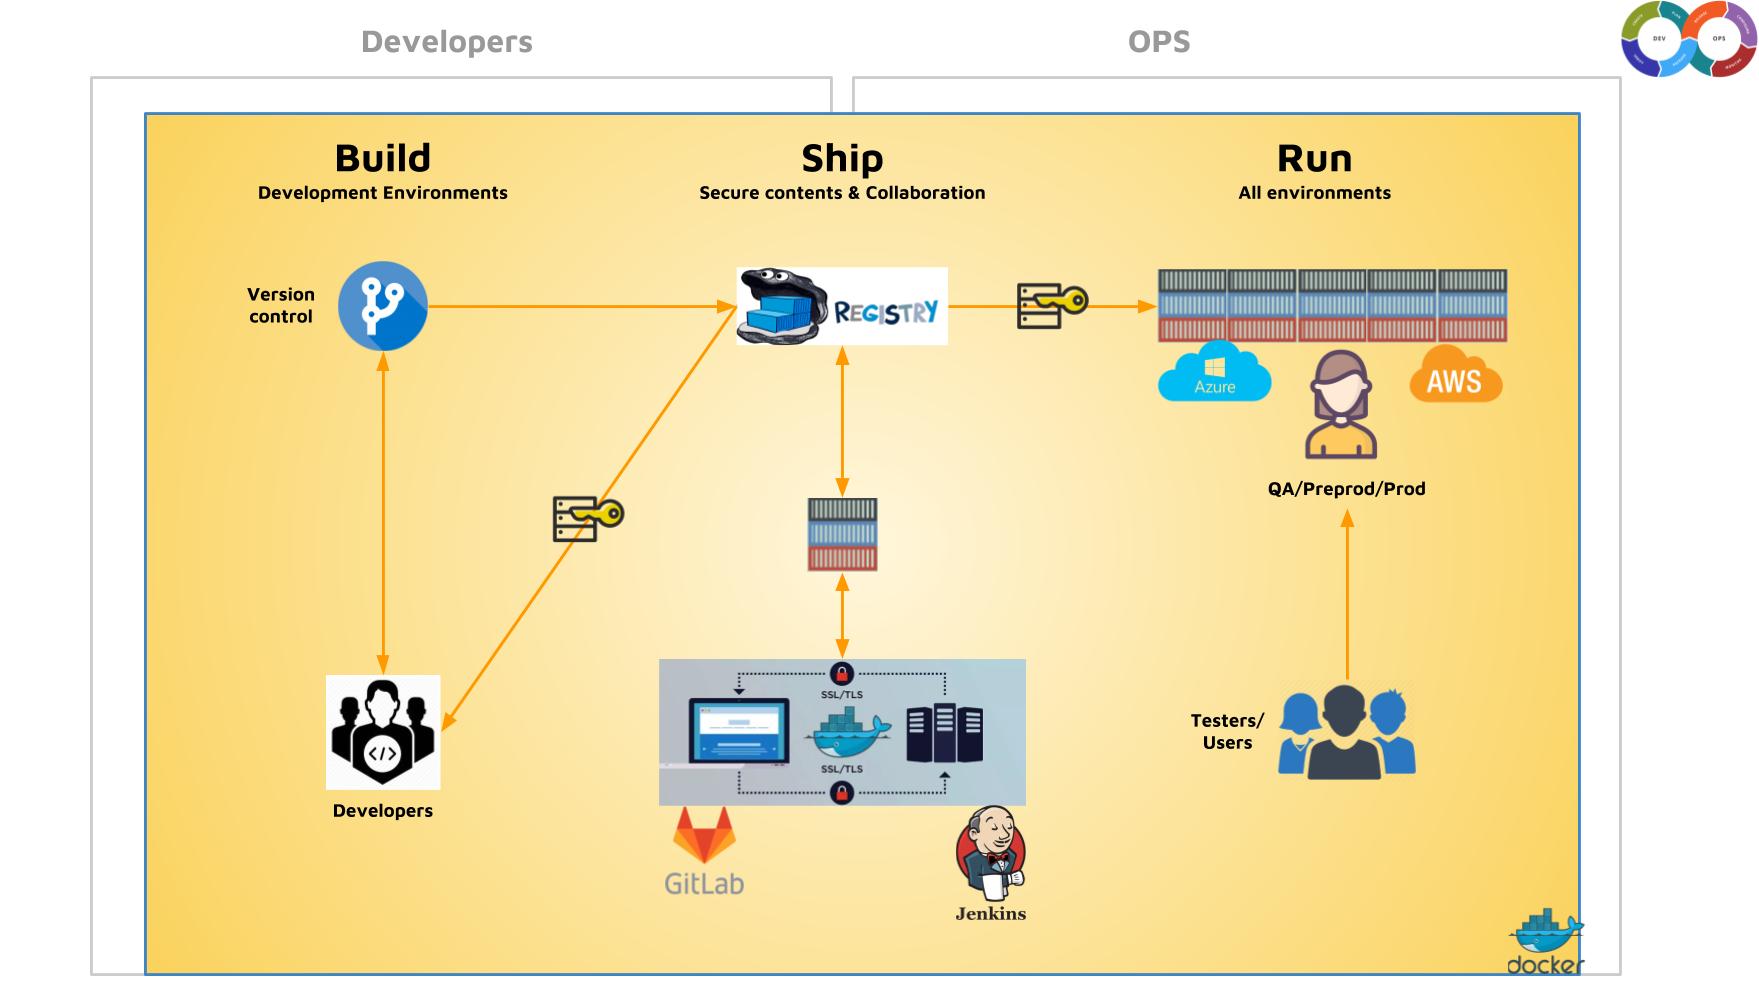 Developers
OPS
DEV
OPS
Build
Development Environments
Ship
Secure contents & Collaboration
Run
All environments
Version
control
REGISTRY
Azure
AWS
QA/Preprod/Prod
SSL/TLS
SSL/TLS
Testers/
Users
</>
Developers
GitLab
Jenkins
docker